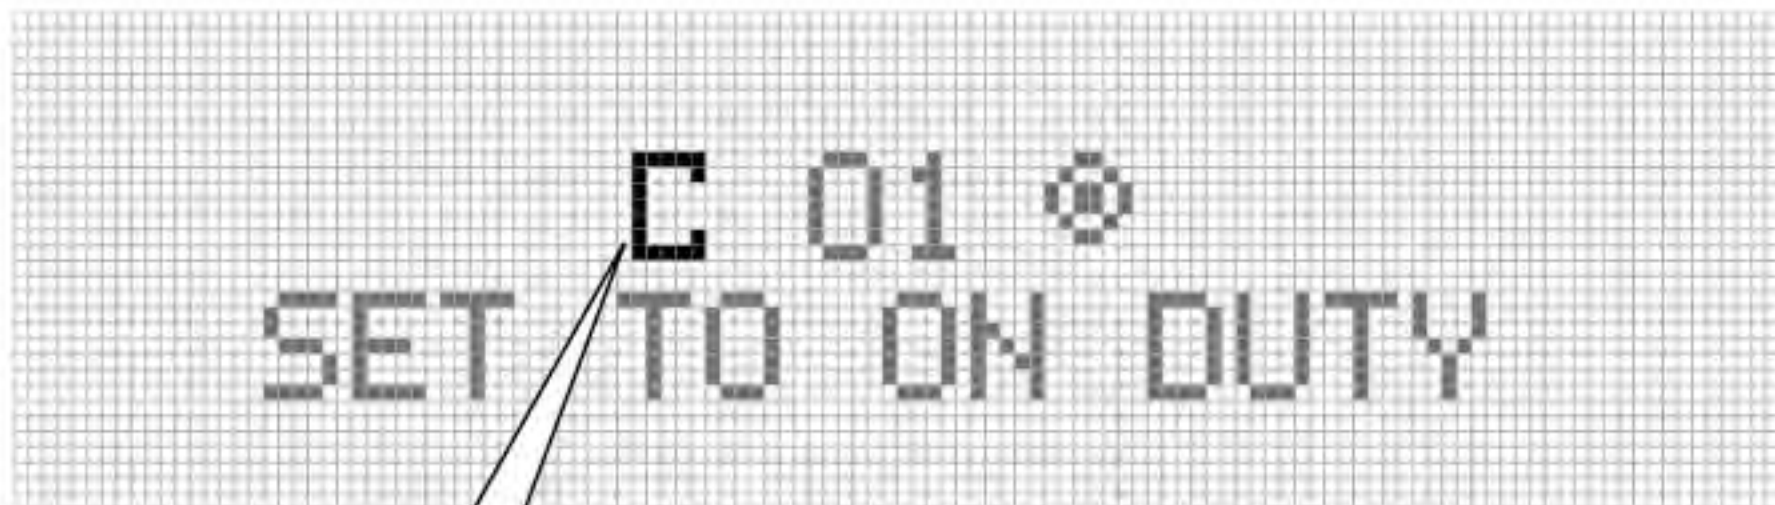 C 01 ◉
SET TO ON DUTY